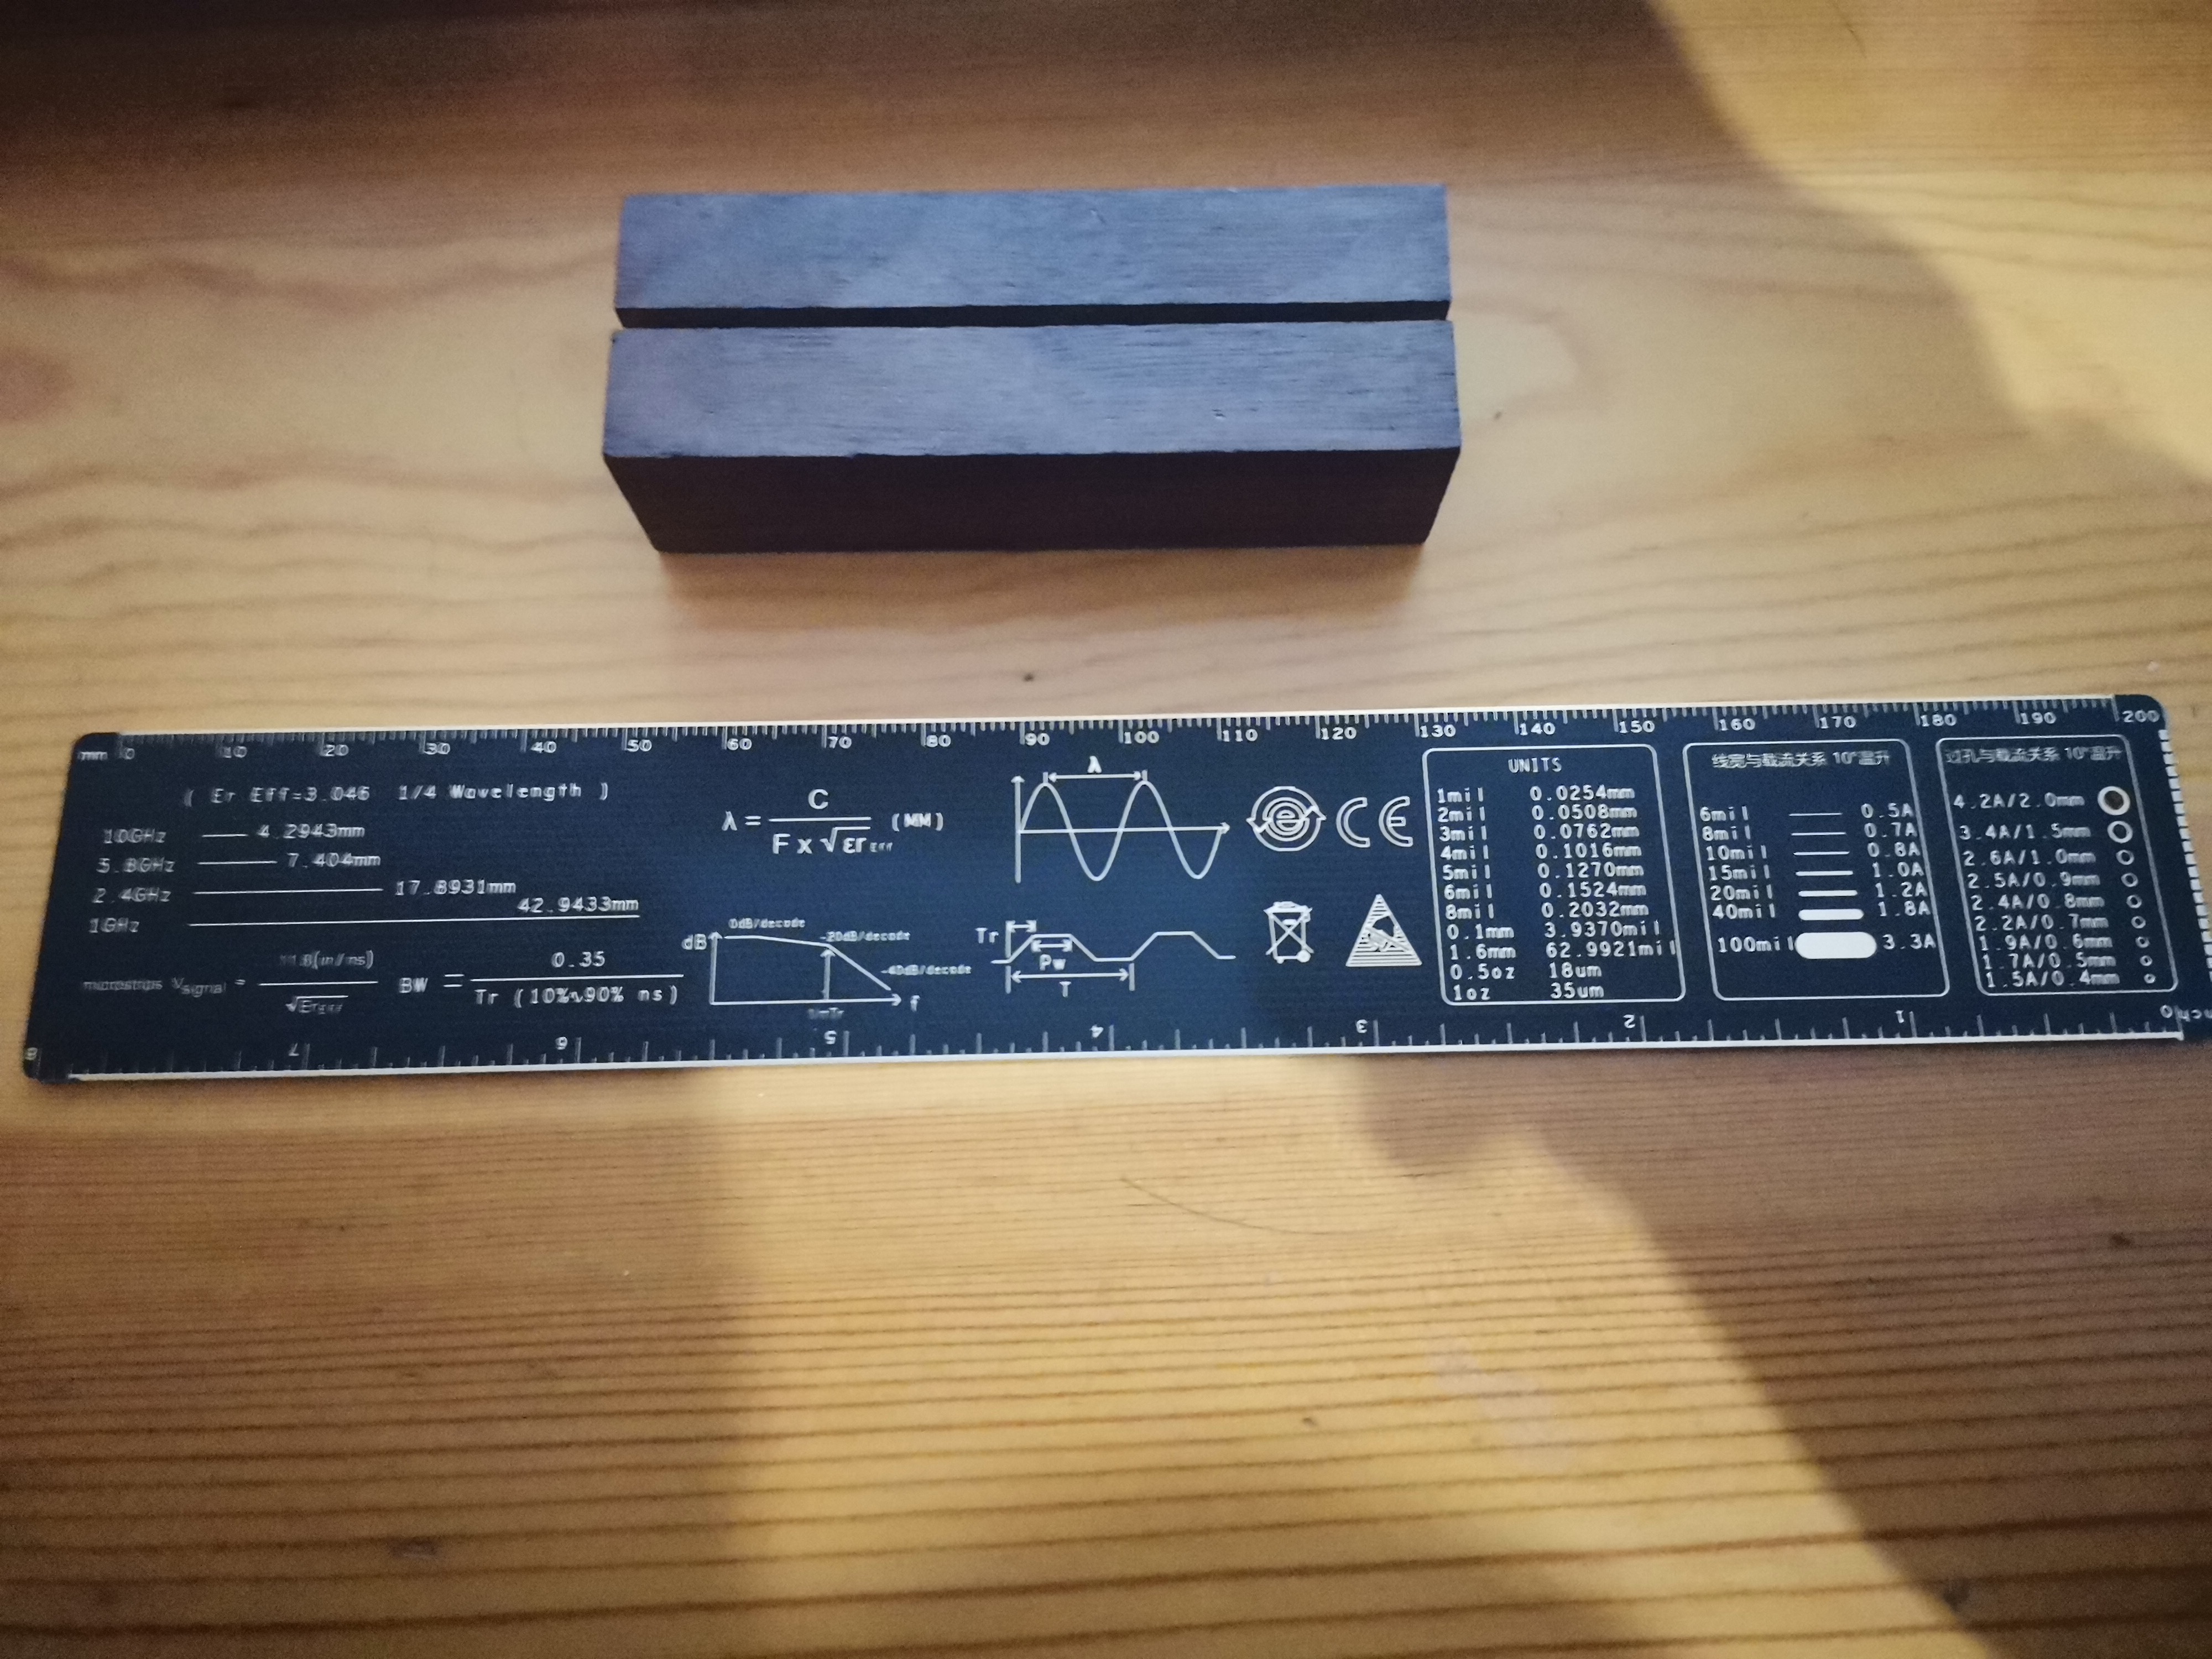 mm 0 10 20 30 40 50 60 70 80 90 100 110 120 130 140 150 160 170 180 190 200
( Er Eff=3.046 1/4 Wavelength )
10GHz 4.2943mm
5.8GHz 7.404mm
2.4GHz 17.8931mm
1GHz 42.9433mm
microstrips Vsignal = 11.8(in/ns) / √ErEff
BW = 0.35 / Tr (10%~90% ns)
λ = C / F x √εrEff (MM)
dB
0dB/decade
-20dB/decade
-40dB/decade
f
λ
Tr
Pw
T
CE
UNITS
1mil 0.0254mm
2mil 0.0508mm
3mil 0.0762mm
4mil 0.1016mm
5mil 0.1270mm
6mil 0.1524mm
8mil 0.2032mm
0.1mm 3.9370mil
1.6mm 62.9921mil
0.5oz 18um
1oz 35um
线宽与载流关系 10°温升
6mil 0.5A
8mil 0.7A
10mil 0.8A
15mil 1.0A
20mil 1.2A
40mil 1.8A
100mil 3.3A
过孔与载流关系 10°温升
4.2A/2.0mm
3.4A/1.5mm
2.6A/1.0mm
2.5A/0.9mm
2.4A/0.8mm
2.2A/0.7mm
1.9A/0.6mm
1.7A/0.5mm
1.5A/0.4mm
8 7 6 5 4 3 2 1 0 inch